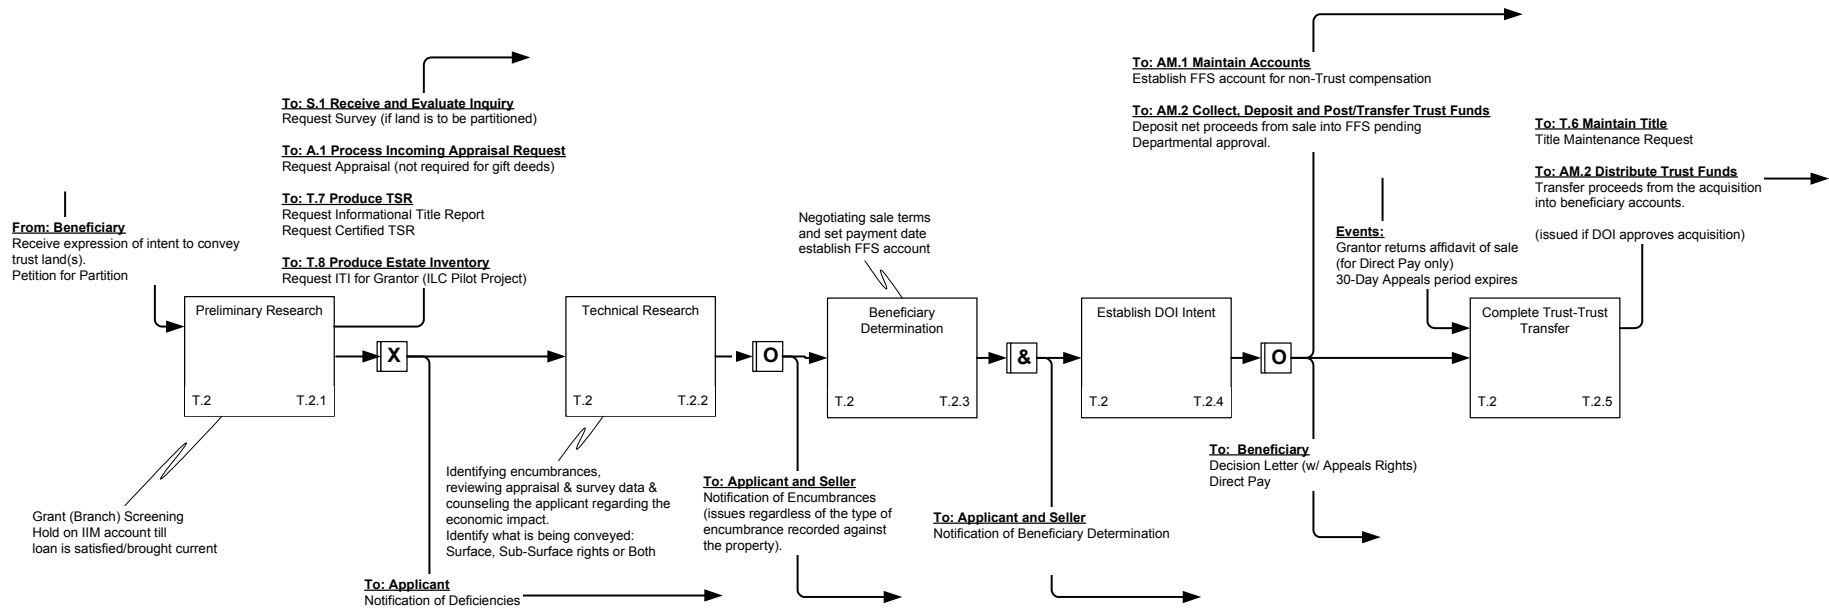 To: AM.1 Maintain Accounts
Establish FFS account for non-Trust compensation
To: AM.2 Collect, Deposit and Post/Transfer Trust Funds
Deposit net proceeds from sale into FFS pending
Departmental approval.
To: S.1 Receive and Evaluate Inquiry
Request Survey (if land is to be partitioned)
To: A.1 Process Incoming Appraisal Request
Request Appraisal (not required for gift deeds)
To: T.7 Produce TSR
Request Informational Title Report
Request Certified TSR
To: T.8 Produce Estate Inventory
Request ITI for Grantor (ILC Pilot Project)
To: T.6 Maintain Title
Title Maintenance Request
To: AM.2 Distribute Trust Funds
Transfer proceeds from the acquisition
into beneficiary accounts.
(issued if DOI approves acquisition)
From: Beneficiary
Receive expression of intent to convey
trust land(s).
Petition for Partition
Negotiating sale terms
and set payment date
establish FFS account
Events:
Grantor returns affidavit of sale
(for Direct Pay only)
30-Day Appeals period expires
Preliminary Research
T.2 T.2.1
X
Technical Research
T.2 T.2.2
O
Beneficiary
Determination
T.2 T.2.3
&
Establish DOI Intent
T.2 T.2.4
O
Complete Trust-Trust
Transfer
T.2 T.2.5
Grant (Branch) Screening
Hold on IIM account till
loan is satisfied/brought current
Identifying encumbrances,
reviewing appraisal & survey data &
counseling the applicant regarding the
economic impact.
Identify what is being conveyed:
Surface, Sub-Surface rights or Both
To: Applicant
Notification of Deficiencies
To: Applicant and Seller
Notification of Encumbrances
(issues regardless of the type of
encumbrance recorded against
the property).
To: Applicant and Seller
Notification of Beneficiary Determination
To: Beneficiary
Decision Letter (w/ Appeals Rights)
Direct Pay